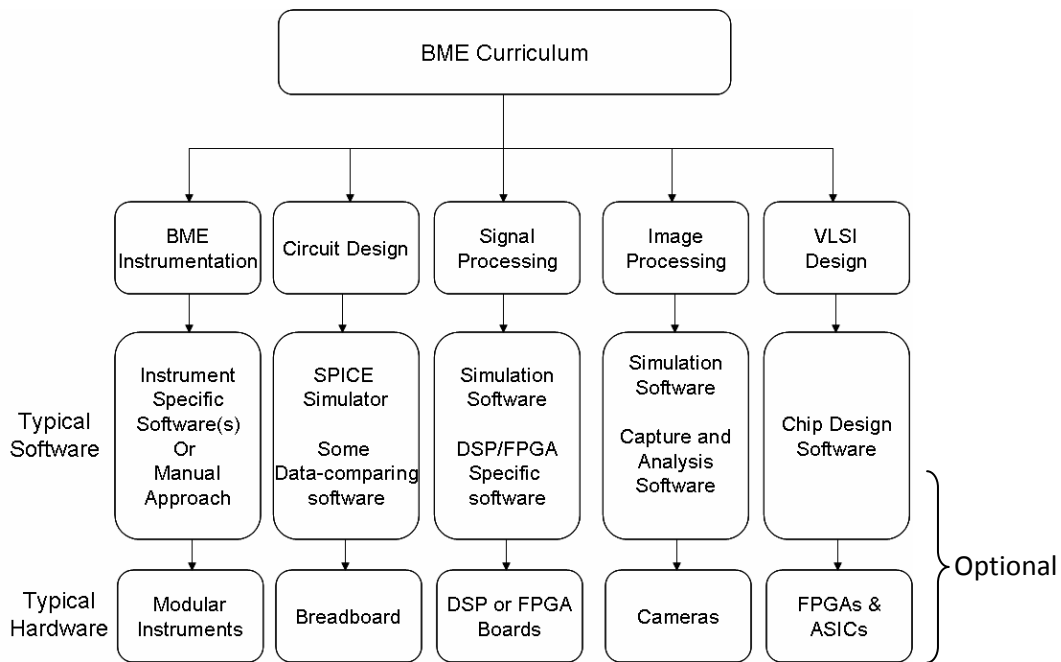 BME Curriculum
BME
Instrumentation
Circuit Design
Signal
Processing
Image
Processing
VLSI
Design
Typical
Software
Instrument
Specific
Software(s)
Or
Manual
Approach
SPICE
Simulator
Some
Data-comparing
software
Simulation
Software
DSP/FPGA
Specific
software
Simulation
Software
Capture and
Analysis
Software
Chip Design
Software
Optional
Typical
Hardware
Modular
Instruments
Breadboard
DSP or FPGA
Boards
Cameras
FPGAs &
ASICs